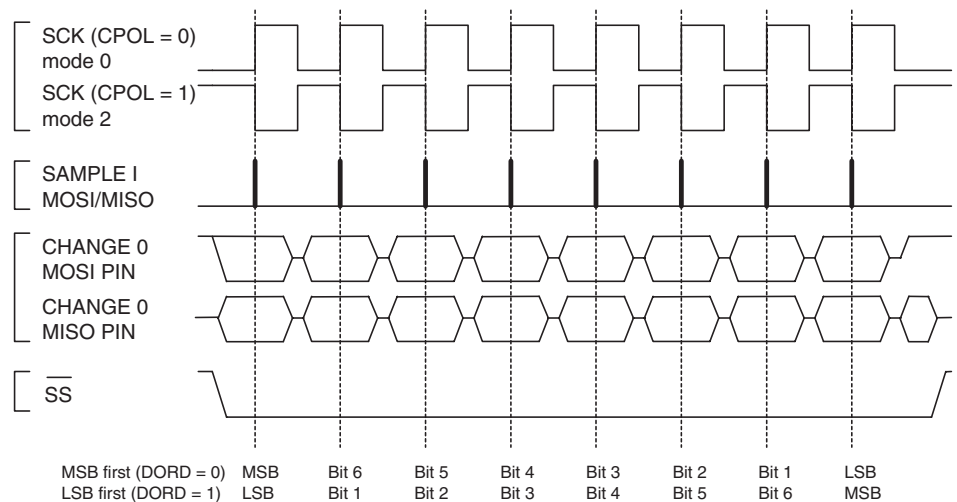 SCK (CPOL = 0)
mode 0
SCK (CPOL = 1)
mode 2
SAMPLE I
MOSI/MISO
CHANGE 0
MOSI PIN
CHANGE 0
MISO PIN
SS
MSB first (DORD = 0) MSB Bit 6 Bit 5 Bit 4 Bit 3 Bit 2 Bit 1 LSB
LSB first (DORD = 1) LSB Bit 1 Bit 2 Bit 3 Bit 4 Bit 5 Bit 6 MSB